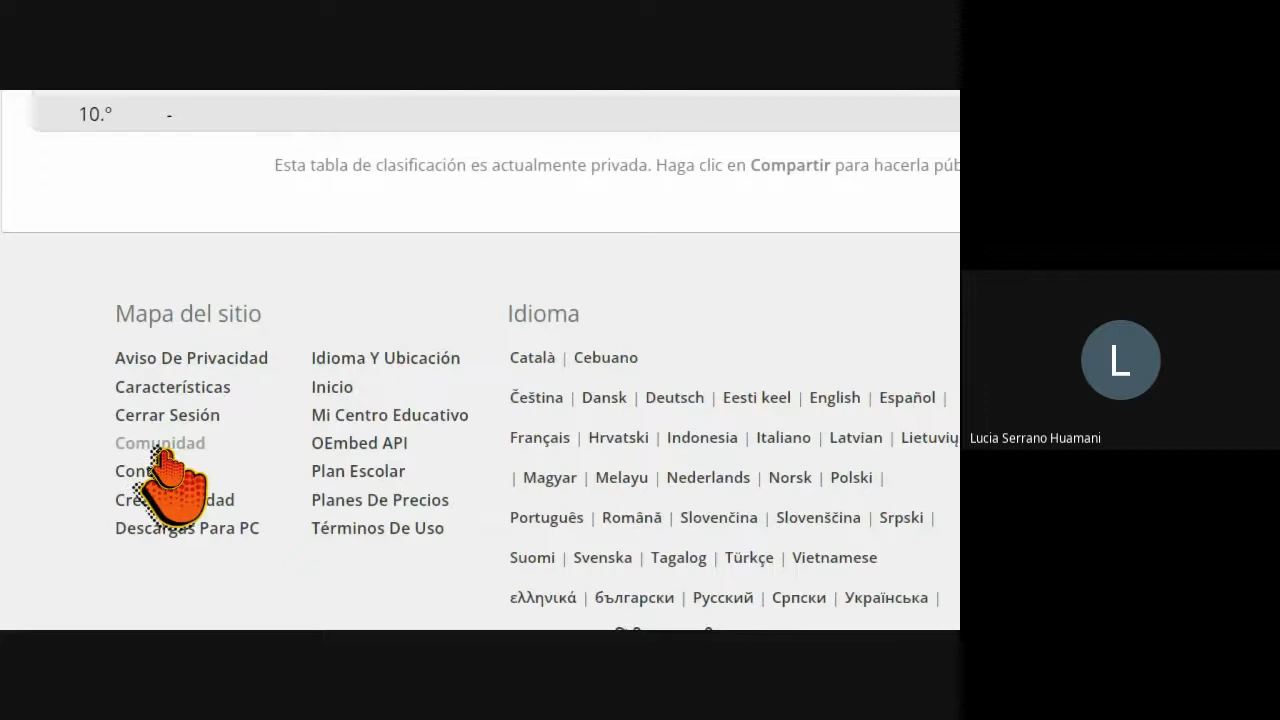 10.º -
Esta tabla de clasificación es actualmente privada. Haga clic en Compartir para hacerla púb
Mapa del sitio
Aviso De Privacidad
Características
Cerrar Sesión
Comunidad
Descargas Para PC
Idioma Y Ubicación
Inicio
Mi Centro Educativo
OEmbed API
Plan Escolar
Planes De Precios
Términos De Uso
Idioma
Català | Cebuano
Čeština | Dansk | Deutsch | Eesti keel | English | Español |
Français | Hrvatski | Indonesia | Italiano | Latvian | Lietuvių
| Magyar | Melayu | Nederlands | Norsk | Polski |
Português | Română | Slovenčina | Slovenščina | Srpski |
Suomi | Svenska | Tagalog | Türkçe | Vietnamese
ελληνικά | български | Русский | Српски | Українська |
L
Lucia Serrano Huamani